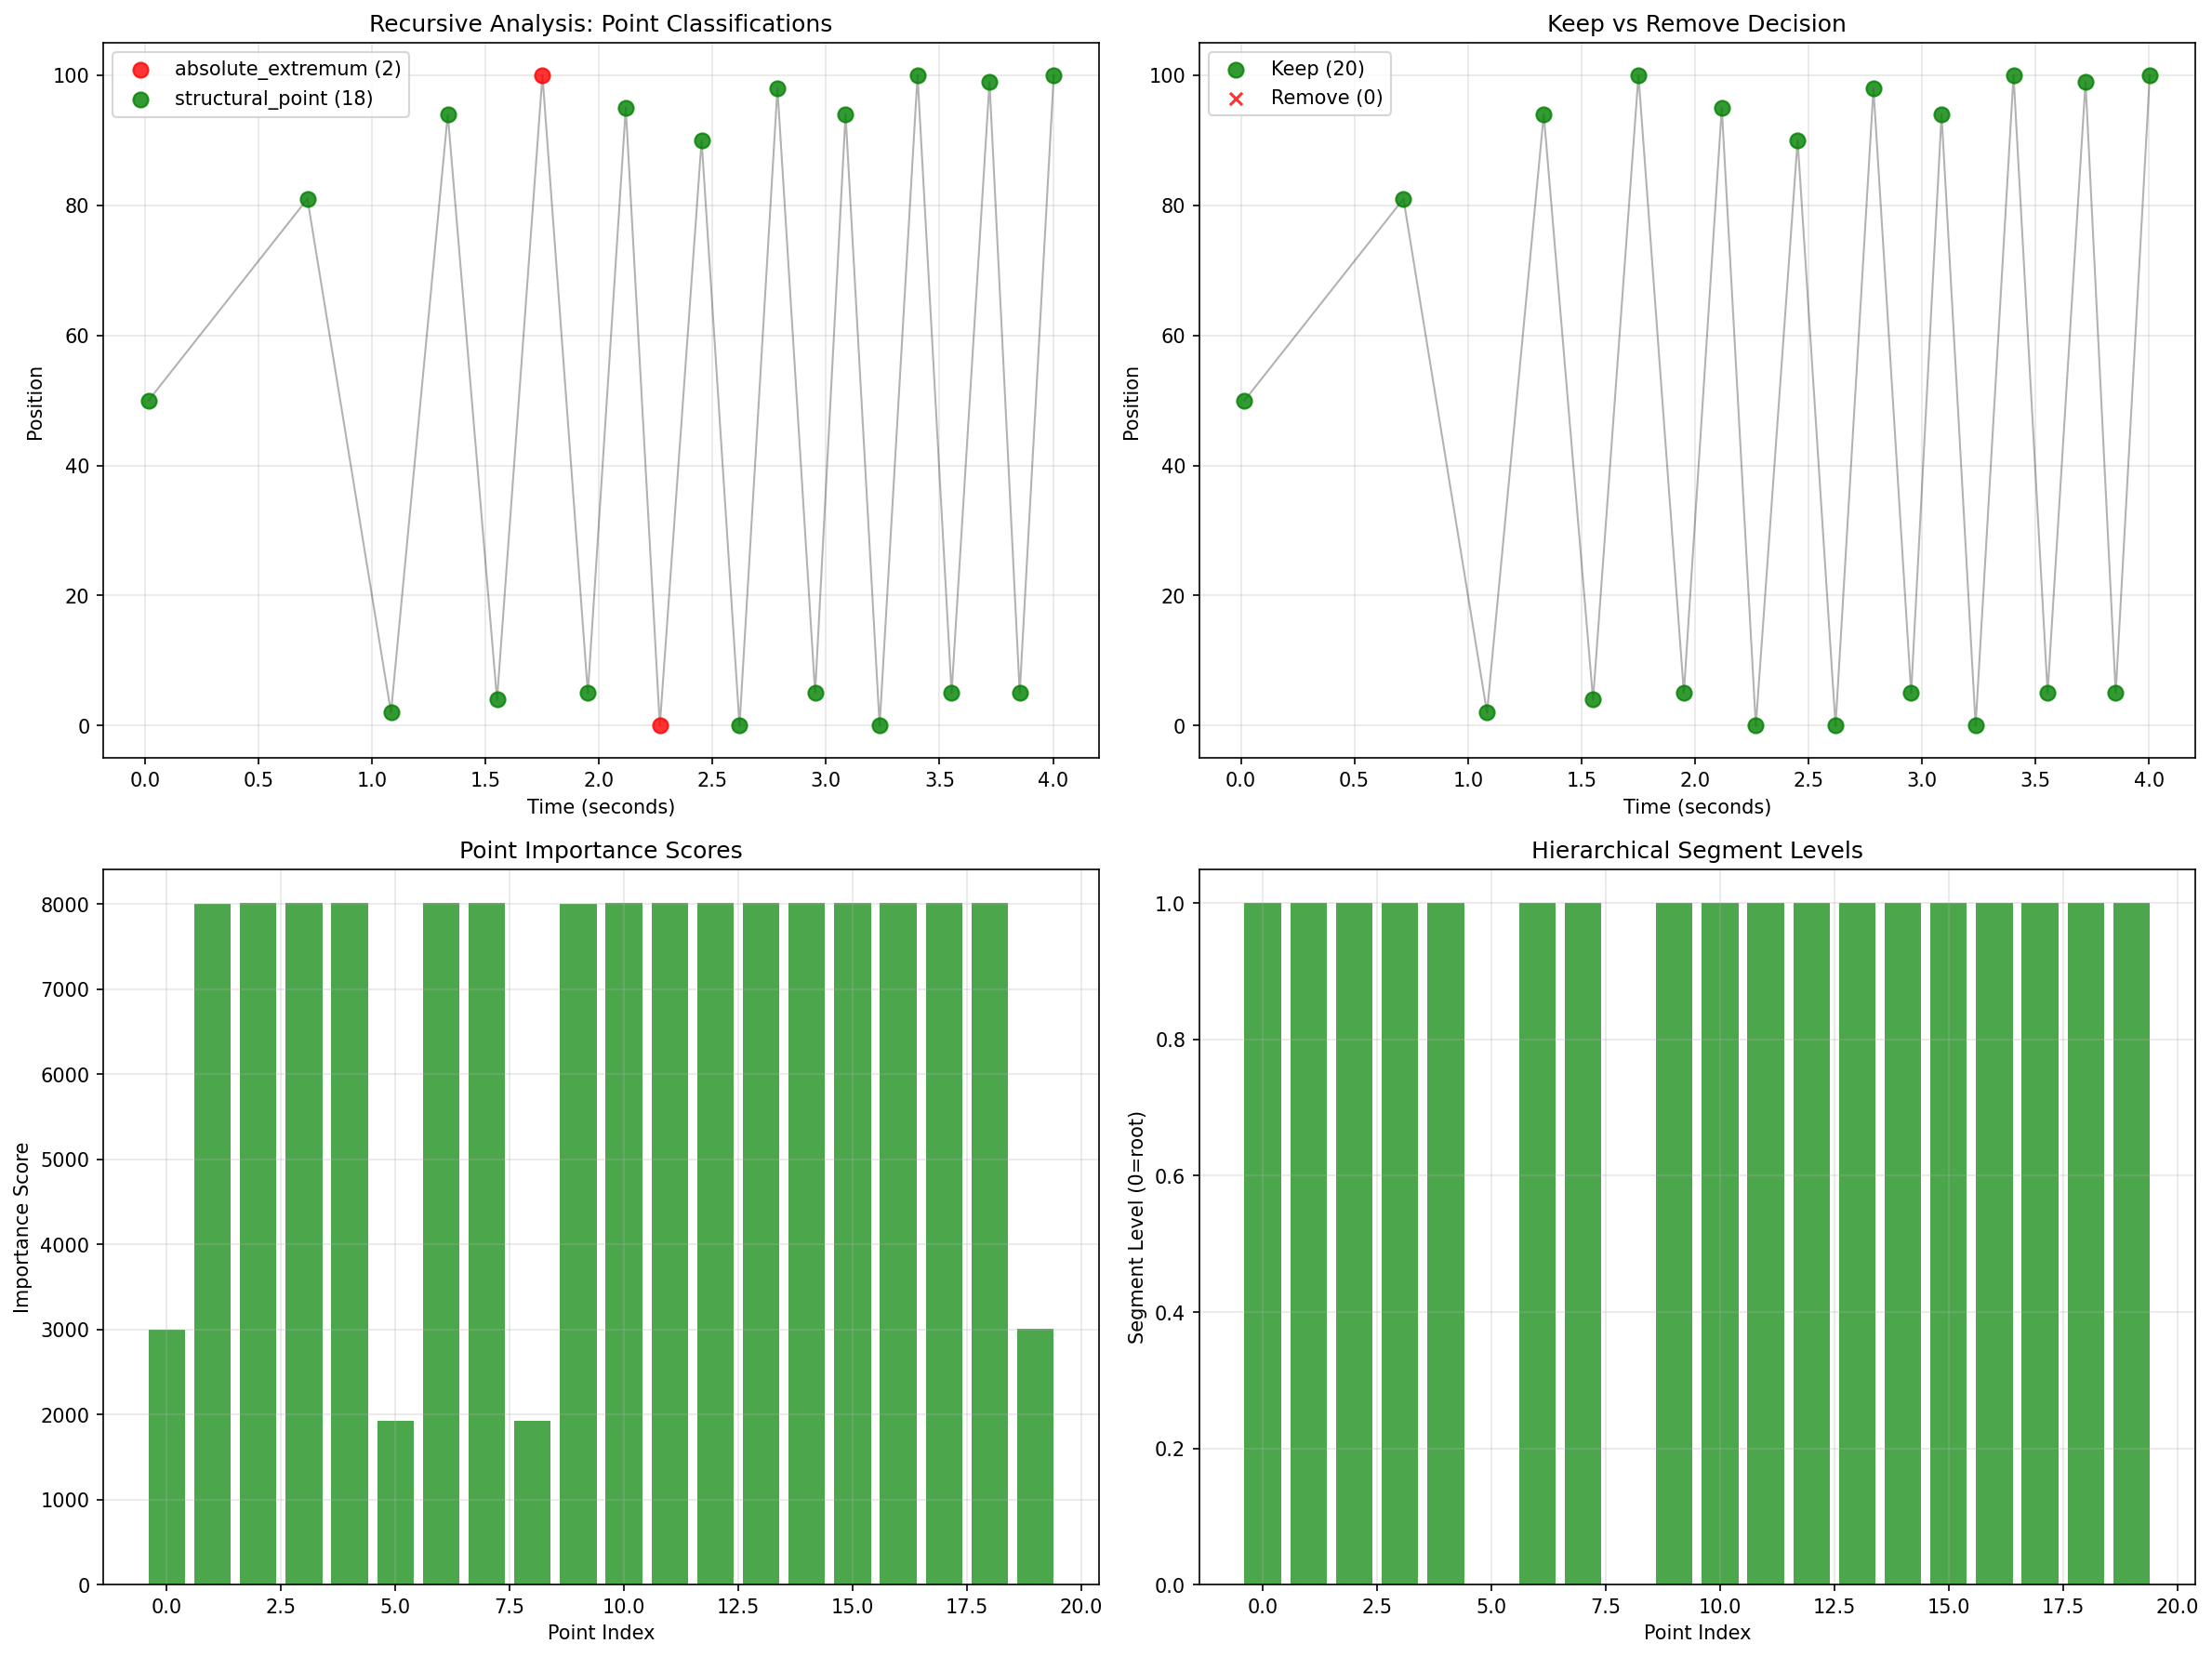 Recursive Analysis: Point Classifications
absolute_extremum (2)
structural_point (18)
100
80
60
40
20
0
Position
0.0 0.5 1.0 1.5 2.0 2.5 3.0 3.5 4.0
Time (seconds)
Keep vs Remove Decision
Keep (20)
Remove (0)
100
80
60
40
20
0
Position
0.0 0.5 1.0 1.5 2.0 2.5 3.0 3.5 4.0
Time (seconds)
Point Importance Scores
8000
7000
6000
5000
4000
3000
2000
1000
0
Importance Score
0.0 2.5 5.0 7.5 10.0 12.5 15.0 17.5 20.0
Point Index
Hierarchical Segment Levels
1.0
0.8
0.6
0.4
0.2
0.0
Segment Level (0=root)
0.0 2.5 5.0 7.5 10.0 12.5 15.0 17.5 20.0
Point Index